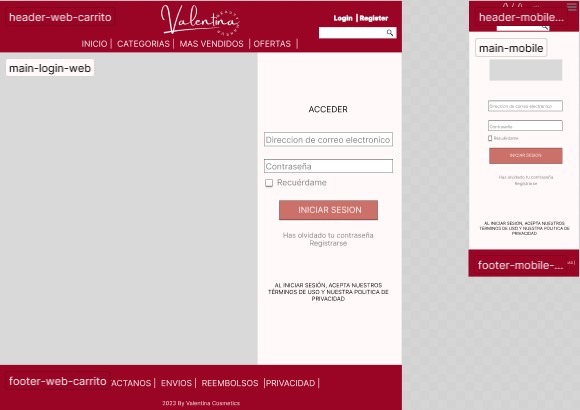 header-web-carrito
Valentina
Login | Register
INICIO | CATEGORIAS | MAS VENDIDOS | OFERTAS |
main-login-web
ACCEDER
Direccion de correo electronico
Contraseña
Recuérdame
INICIAR SESION
Has olvidado tu contraseña
Registrarse
AL INICIAR SESIÓN, ACEPTA NUESTROS
TÉRMINOS DE USO Y NUESTRA POLITICA DE
PRIVACIDAD
footer-web-carrito
ACTANOS | ENVIOS | REEMBOLSOS |PRIVACIDAD |
2023 By Valentina Cosmetics
header-mobile...
main-mobile
Direccion de correo electronico
Contraseña
Recuérdame
INICIAR SESION
Has olvidado tu contraseña
Registrarse
AL INICIAR SESIÓN, ACEPTA NUESTROS
TÉRMINOS DE USO Y NUESTRA POLITICA DE
PRIVACIDAD
footer-mobile-...